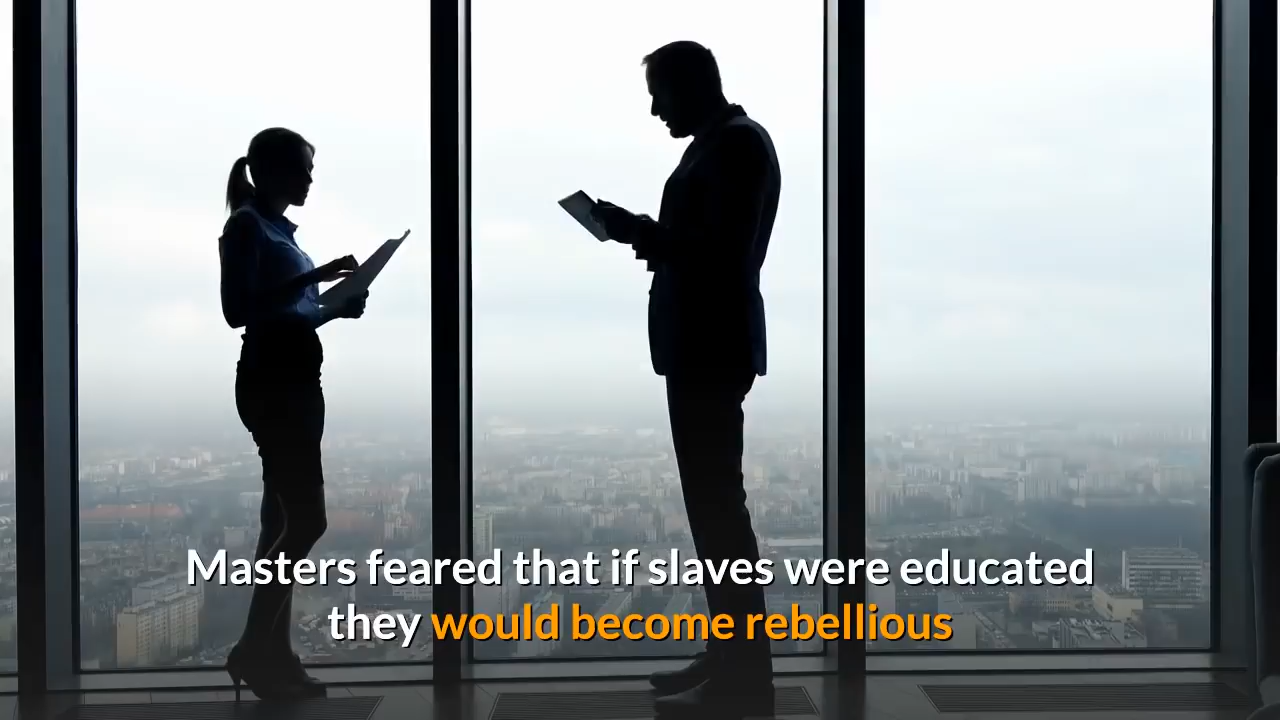 Masters feared that if slaves were educated
they would become rebellious